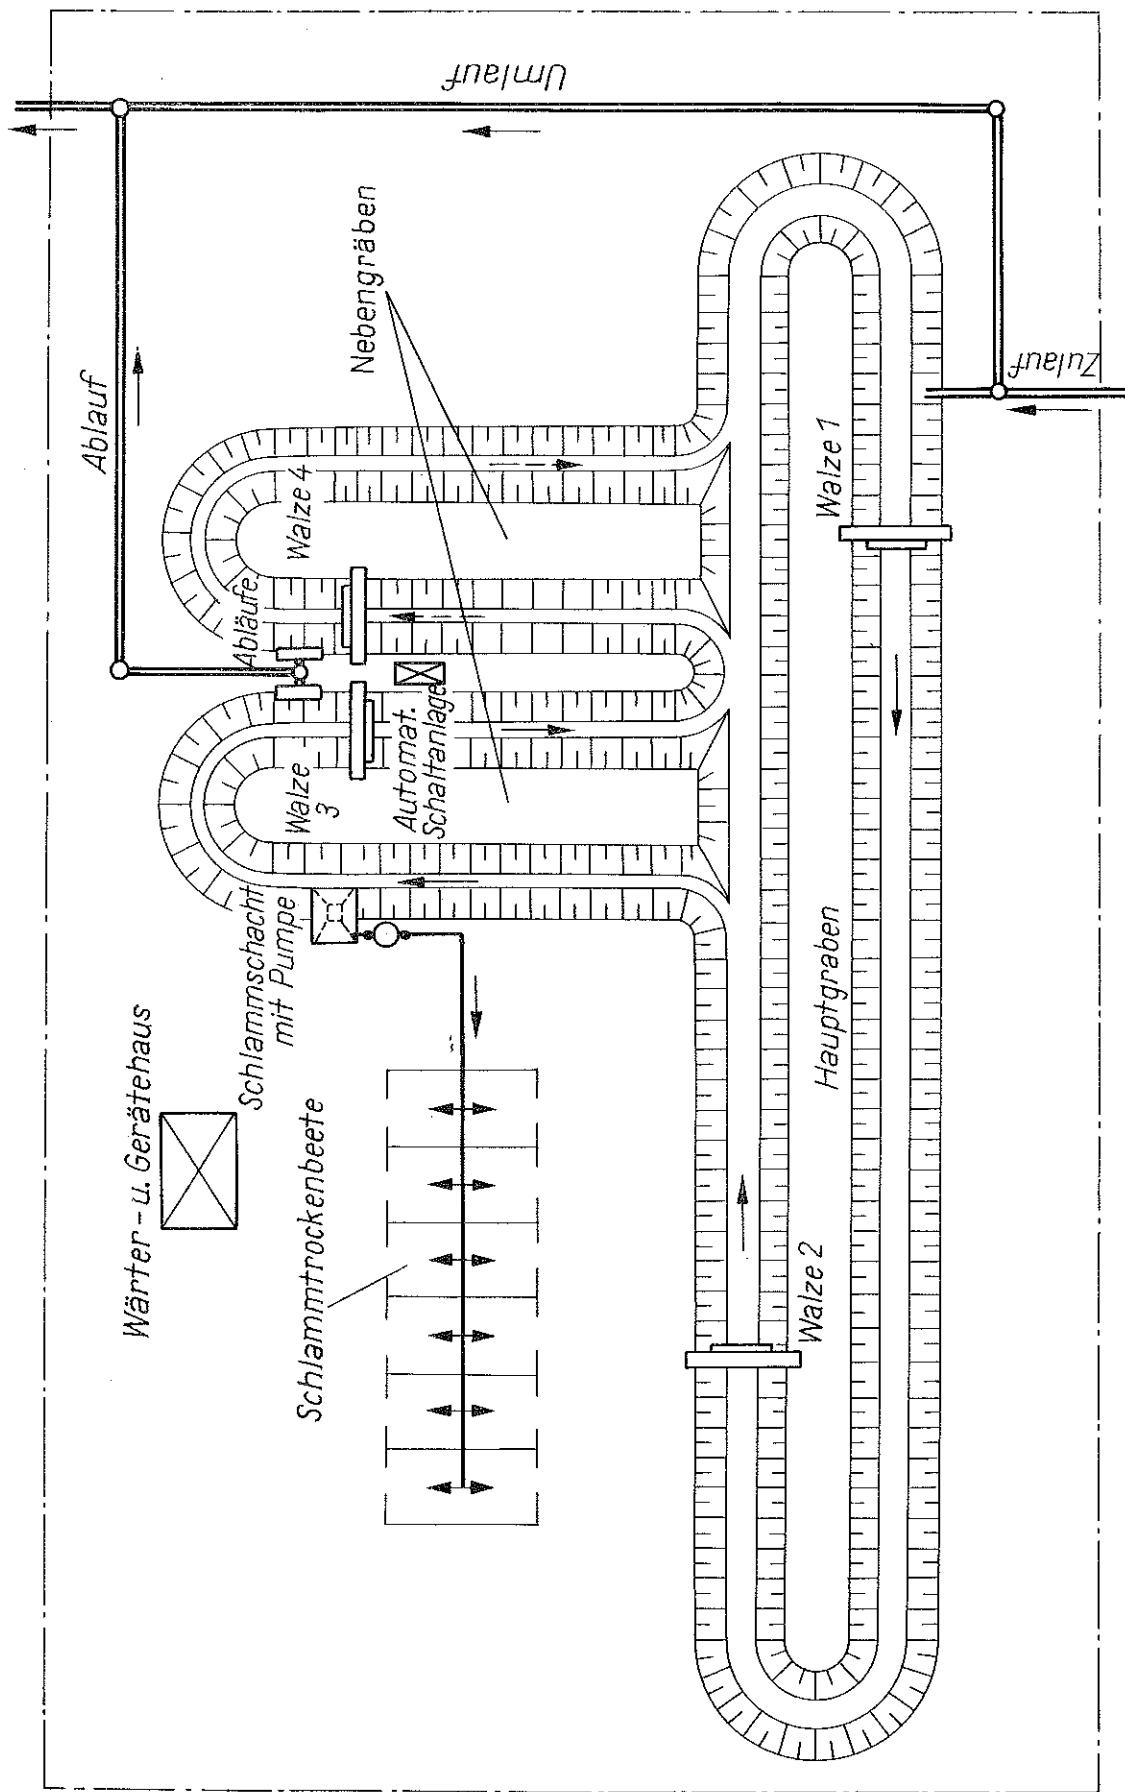 Umlauf
Zulauf
Ablauf
Nebengräben
Walze 4
Abläufe
Walze 1
Automat.
Schaltanlage
Walze
3
Schlammschacht
mit Pumpe
Hauptgraben
Wärter- u. Gerätehaus
Schlammtrockenbeete
Walze 2